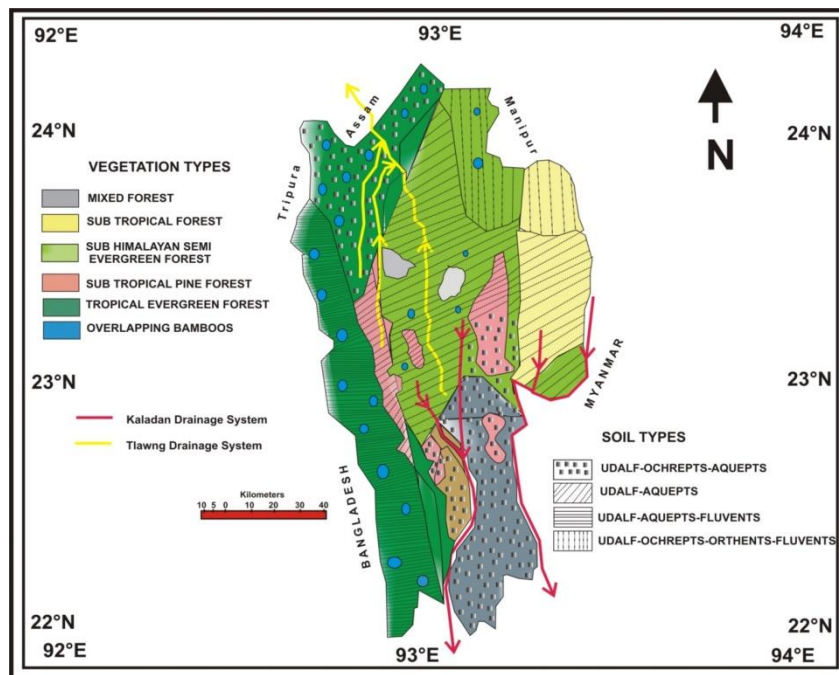 92°E
93°E
94°E
24°N
24°N
Assam
Manipur
Tripura
N
VEGETATION TYPES
MIXED FOREST
SUB TROPICAL FOREST
SUB HIMALAYAN SEMI
EVERGREEN FOREST
SUB TROPICAL PINE FOREST
TROPICAL EVERGREEN FOREST
OVERLAPPING BAMBOOS
23°N
23°N
MYANMAR
Kaladan Drainage System
Tlawng Drainage System
SOIL TYPES
UDALF-OCHREPTS-AQUEPTS
UDALF-AQUEPTS
UDALF-AQUEPTS-FLUVENTS
UDALF-OCHREPTS-ORTHENTS-FLUVENTS
Kilometers
10 5 0 20 40
BANGLADESH
22°N
22°N
92°E
93°E
94°E